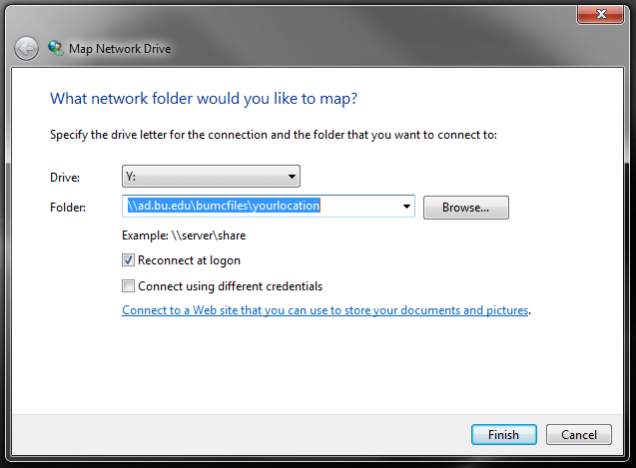 Map Network Drive
What network folder would you like to map?
Specify the drive letter for the connection and the folder that you want to connect to:
Drive: Y:
Folder: \\ad.bu.edu\bumcfiles\yourlocation Browse...
Example: \\server\share
Reconnect at logon
Connect using different credentials
Connect to a Web site that you can use to store your documents and pictures.
Finish Cancel